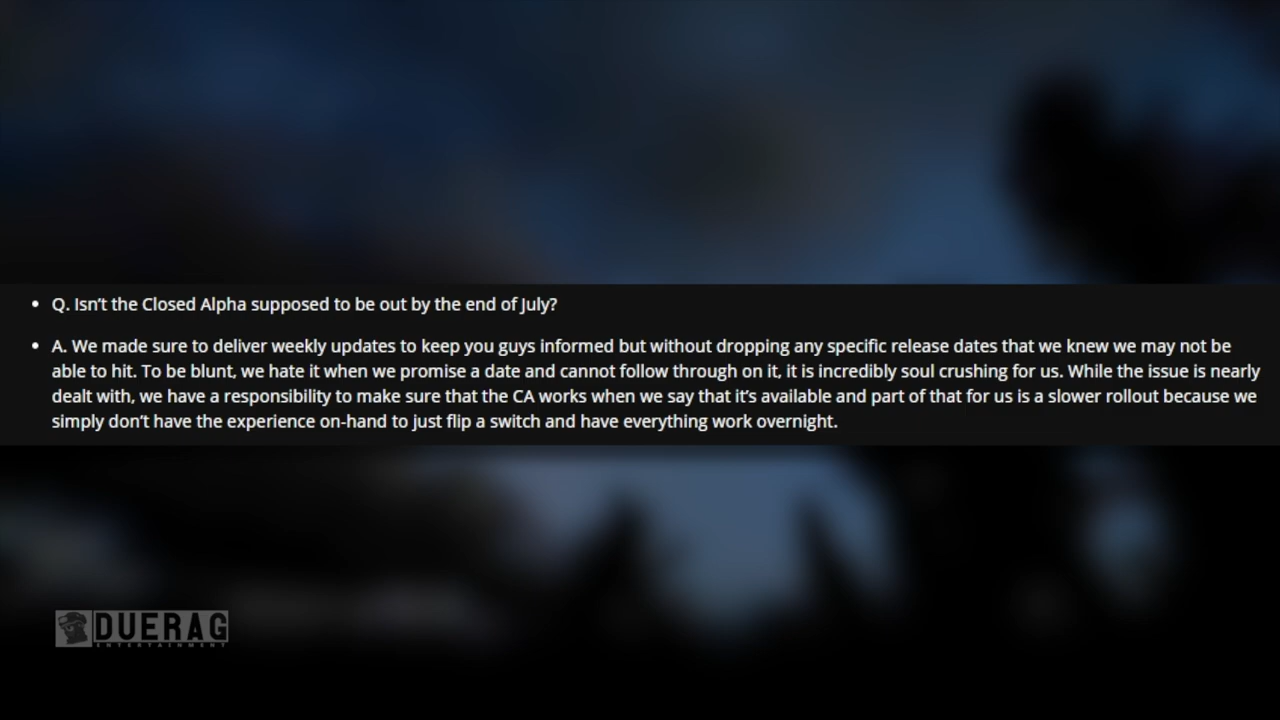 • Q. Isn't the Closed Alpha supposed to be out by the end of July?
• A. We made sure to deliver weekly updates to keep you guys informed but without dropping any specific release dates that we knew we may not be
able to hit. To be blunt, we hate it when we promise a date and cannot follow through on it, it is incredibly soul crushing for us. While the issue is nearly
dealt with, we have a responsibility to make sure that the CA works when we say that it's available and part of that for us is a slower rollout because we
simply don't have the experience on-hand to just flip a switch and have everything work overnight.
DUERAG
ENTERTAINMENT